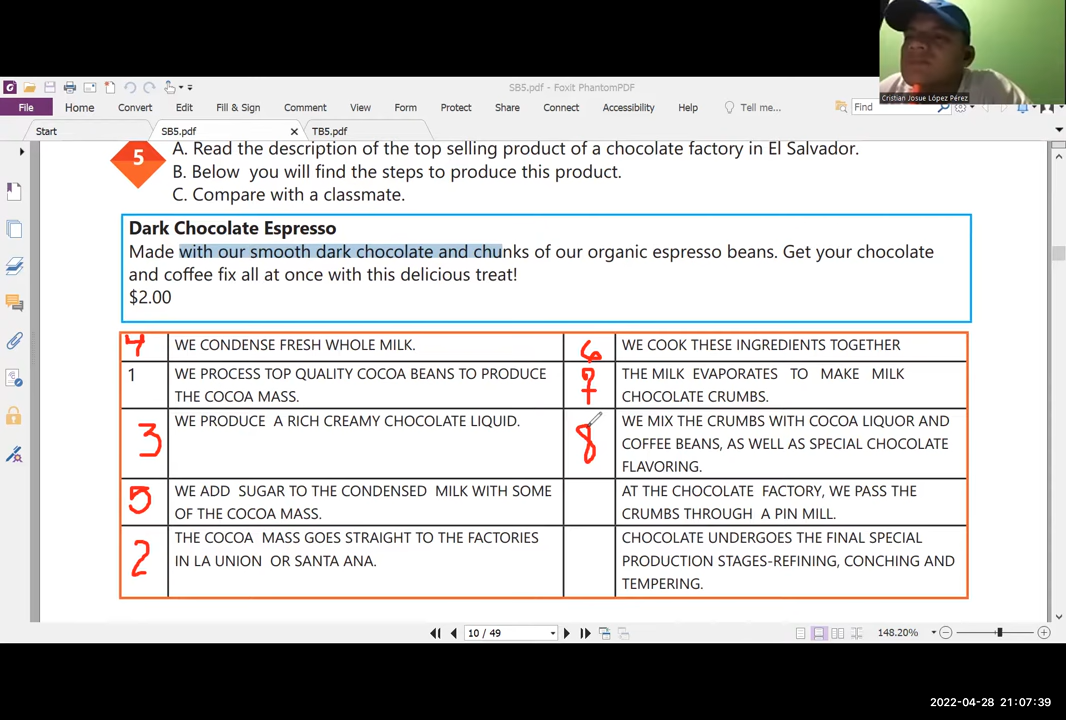 SB5.pdf - Foxit PhantomPDF
File Home Convert Edit Fill & Sign Comment View Form Protect Share Connect Accessibility Help Tell me... Find
Cristian Josue López Pérez
Start SB5.pdf TB5.pdf
5
A. Read the description of the top selling product of a chocolate factory in El Salvador.
B. Below you will find the steps to produce this product.
C. Compare with a classmate.
Dark Chocolate Espresso
Made with our smooth dark chocolate and chunks of our organic espresso beans. Get your chocolate
and coffee fix all at once with this delicious treat!
$2.00
4 WE CONDENSE FRESH WHOLE MILK.
1 WE PROCESS TOP QUALITY COCOA BEANS TO PRODUCE
THE COCOA MASS.
3 WE PRODUCE A RICH CREAMY CHOCOLATE LIQUID.
5 WE ADD SUGAR TO THE CONDENSED MILK WITH SOME
OF THE COCOA MASS.
2 THE COCOA MASS GOES STRAIGHT TO THE FACTORIES
IN LA UNION OR SANTA ANA.
6 WE COOK THESE INGREDIENTS TOGETHER
7 THE MILK EVAPORATES TO MAKE MILK
CHOCOLATE CRUMBS.
8 WE MIX THE CRUMBS WITH COCOA LIQUOR AND
COFFEE BEANS, AS WELL AS SPECIAL CHOCOLATE
FLAVORING.
AT THE CHOCOLATE FACTORY, WE PASS THE
CRUMBS THROUGH A PIN MILL.
CHOCOLATE UNDERGOES THE FINAL SPECIAL
PRODUCTION STAGES-REFINING, CONCHING AND
TEMPERING.
10 / 49
148.20%
2022-04-28 21:07:39